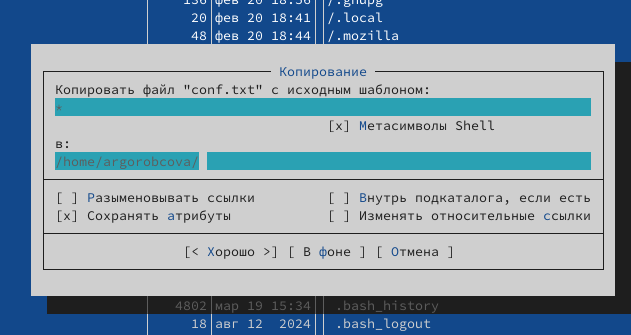 136 фев 20 18:36 /.gnupg
20 фев 20 18:41 /.local
48 фев 20 18:44 /.mozilla
Копирование
Копировать файл "conf.txt" с исходным шаблоном:
*
[x] Метасимволы Shell
в:
/home/argorobcova/
[ ] Разыменовывать ссылки [ ] Внутрь подкаталога, если есть
[x] Сохранять атрибуты [ ] Изменять относительные ссылки
[< Хорошо >] [ В фоне ] [ Отмена ]
4802 мар 19 15:34 .bash_history
18 авг 12 2024 .bash_logout